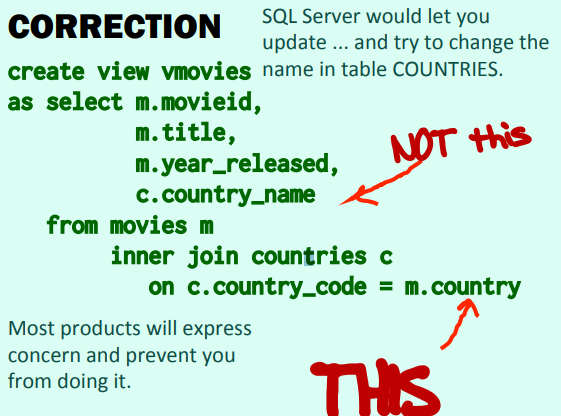 CORRECTION
SQL Server would let you
update ... and try to change the
name in table COUNTRIES.
create view vmovies
as select m.movieid,
m.title,
m.year_released,
c.country_name
from movies m
inner join countries c
on c.country_code = m.country
NOT this
THIS
Most products will express
concern and prevent you
from doing it.